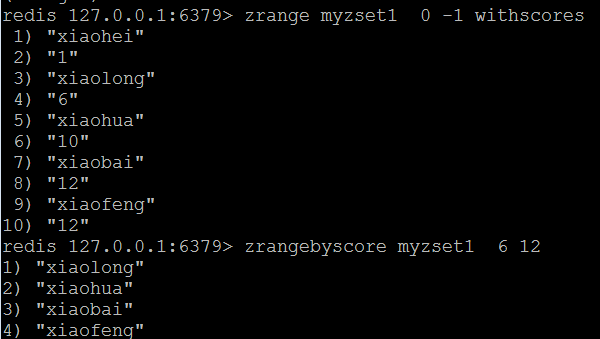 redis 127.0.0.1:6379> zrange myzset1  0 -1 withscores
 1) "xiaohei"
 2) "1"
 3) "xiaolong"
 4) "6"
 5) "xiaohua"
 6) "10"
 7) "xiaobai"
 8) "12"
 9) "xiaofeng"
10) "12"
redis 127.0.0.1:6379> zrangebyscore myzset1  6 12
1) "xiaolong"
2) "xiaohua"
3) "xiaobai"
4) "xiaofeng"